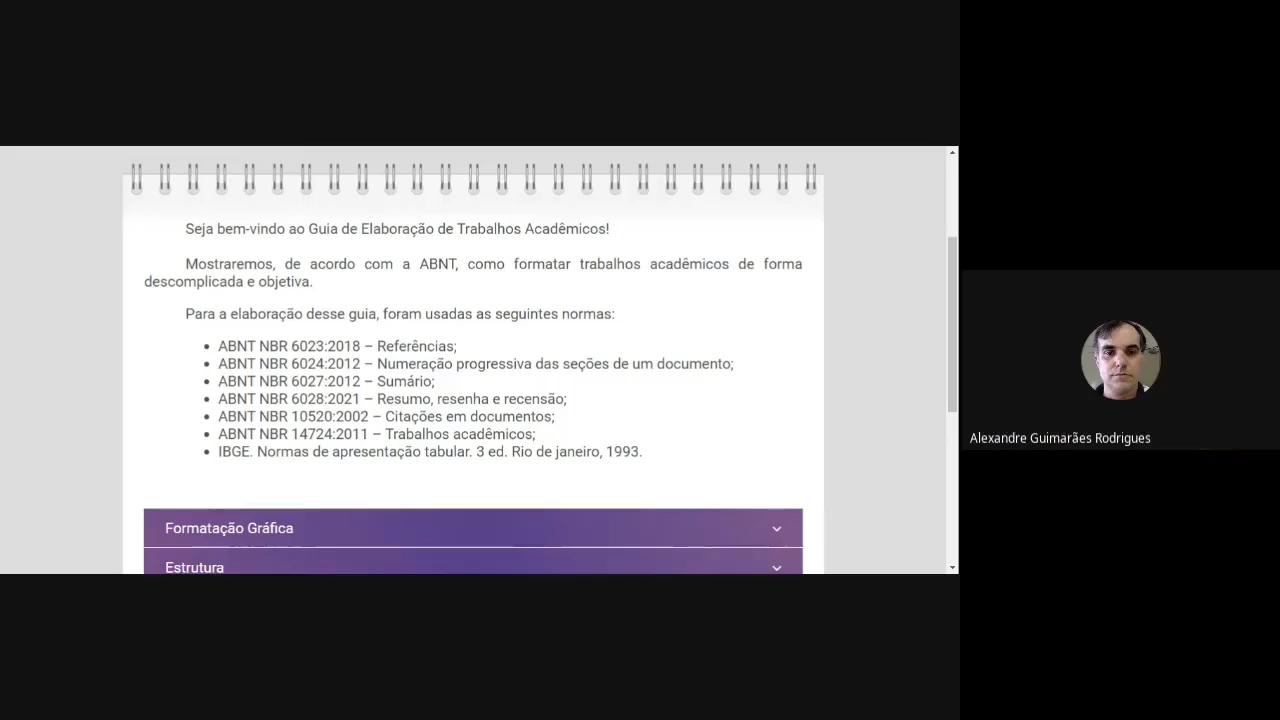 Seja bem-vindo ao Guia de Elaboração de Trabalhos Acadêmicos!
Mostraremos, de acordo com a ABNT, como formatar trabalhos acadêmicos de forma
descomplicada e objetiva.
Para a elaboração desse guia, foram usadas as seguintes normas:
• ABNT NBR 6023:2018 – Referências;
• ABNT NBR 6024:2012 – Numeração progressiva das seções de um documento;
• ABNT NBR 6027:2012 – Sumário;
• ABNT NBR 6028:2021 – Resumo, resenha e recensão;
• ABNT NBR 10520:2002 – Citações em documentos;
• ABNT NBR 14724:2011 – Trabalhos acadêmicos;
• IBGE. Normas de apresentação tabular. 3 ed. Rio de janeiro, 1993.
Formatação Gráfica
Estrutura
Alexandre Guimarães Rodrigues